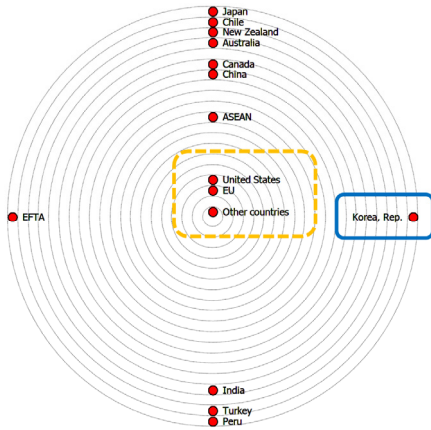 Japan
Chile
New Zealand
Australia
Canada
China
ASEAN
United States
EU
Other countries
EFTA
Korea, Rep.
India
Turkey
Peru